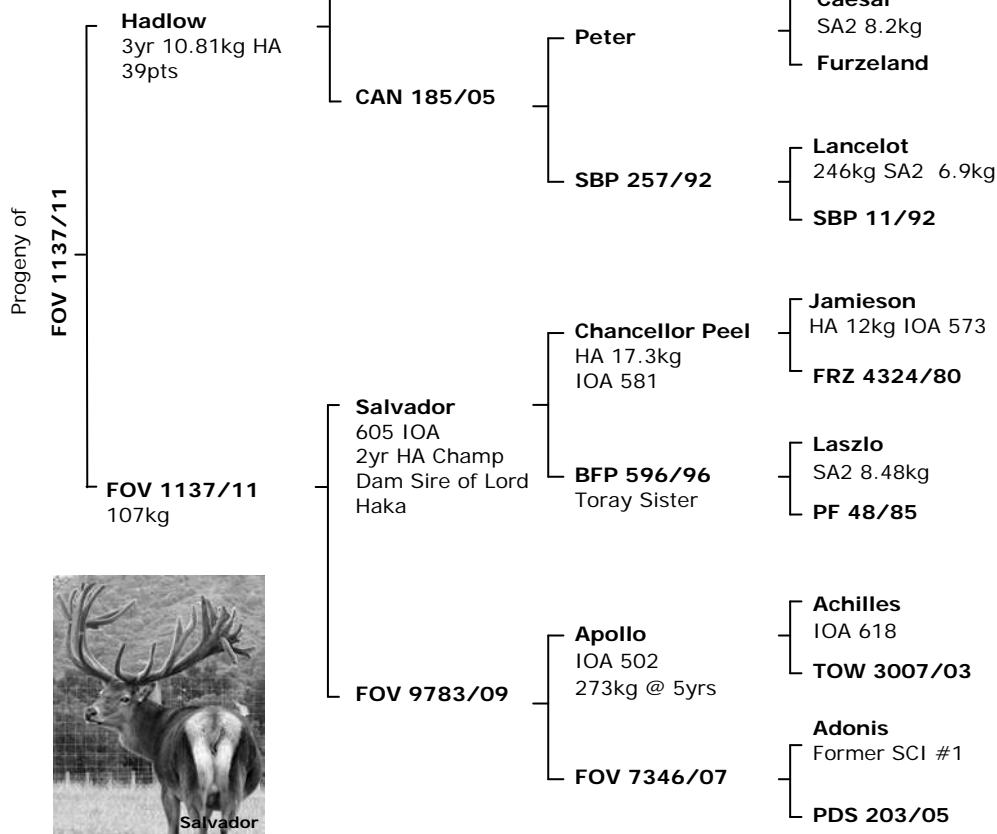 Progeny of
FOV 1137/11
Hadlow
3yr 10.81kg HA
39pts
FOV 1137/11
107kg
CAN 185/05
Salvador
605 IOA
2yr HA Champ
Dam Sire of Lord
Haka
FOV 9783/09
Peter
SBP 257/92
Chancellor Peel
HA 17.3kg
IOA 581
BFP 596/96
Toray Sister
Apollo
IOA 502
273kg @ 5yrs
FOV 7346/07
Caesar
SA2 8.2kg
Furzeland
Lancelot
246kg SA2 6.9kg
SBP 11/92
Jamieson
HA 12kg IOA 573
FRZ 4324/80
Laszlo
SA2 8.48kg
PF 48/85
Achilles
IOA 618
TOW 3007/03
Adonis
Former SCI #1
PDS 203/05
Salvador